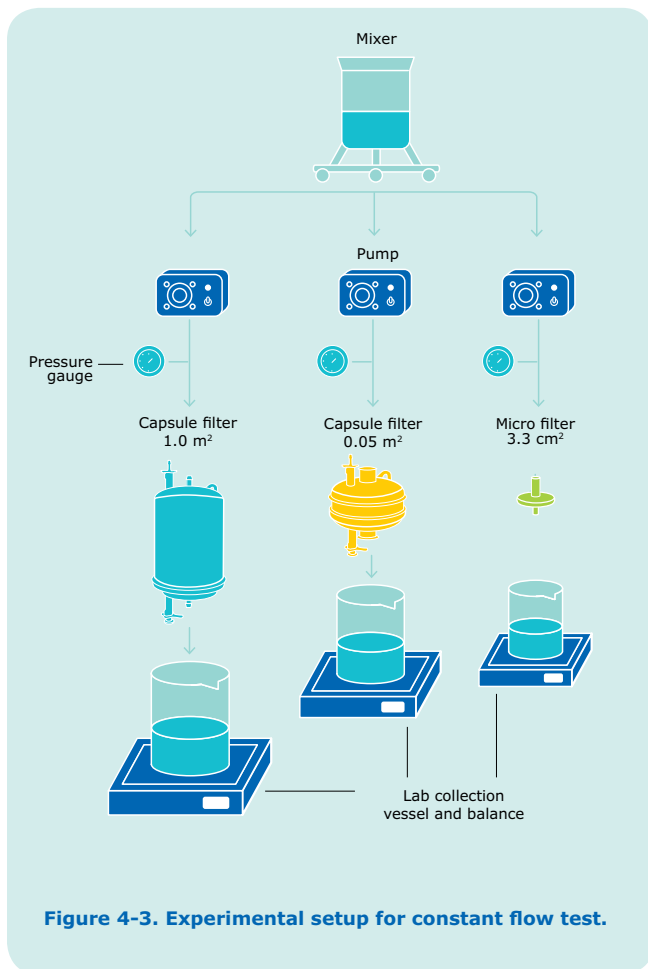 Mixer
Pump
Pressure
gauge
Capsule filter
1.0 m²
Capsule filter
0.05 m²
Micro filter
3.3 cm²
Lab collection
vessel and balance
Figure 4-3. Experimental setup for constant flow test.